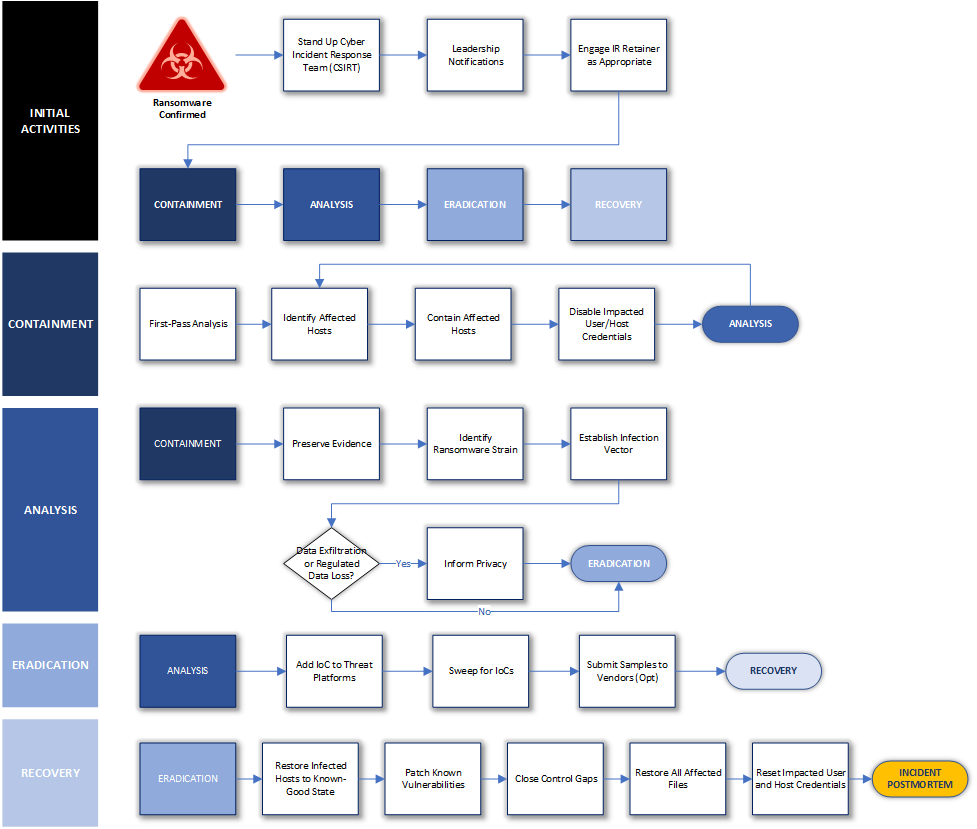 INITIAL
ACTIVITIES
Ransomware
Confirmed
Stand Up Cyber
Incident Response
Team (CSIRT)
Leadership
Notifications
Engage IR Retainer
as Appropriate
CONTAINMENT
ANALYSIS
ERADICATION
RECOVERY
CONTAINMENT
First-Pass Analysis
Identify Affected
Hosts
Contain Affected
Hosts
Disable Impacted
User/Host
Credentials
ANALYSIS
ANALYSIS
CONTAINMENT
Preserve Evidence
Identify
Ransomware Strain
Establish Infection
Vector
Data Exfiltration
or Regulated
Data Loss?
Yes
Inform Privacy
ERADICATION
No
ERADICATION
ANALYSIS
Add IoC to Threat
Platforms
Sweep for IoCs
Submit Samples to
Vendors (Opt)
RECOVERY
RECOVERY
ERADICATION
Restore Infected
Hosts to Known-
Good State
Patch Known
Vulnerabilities
Close Control Gaps
Restore All Affected
Files
Reset Impacted User
and Host Credentials
INCIDENT
POSTMORTEM